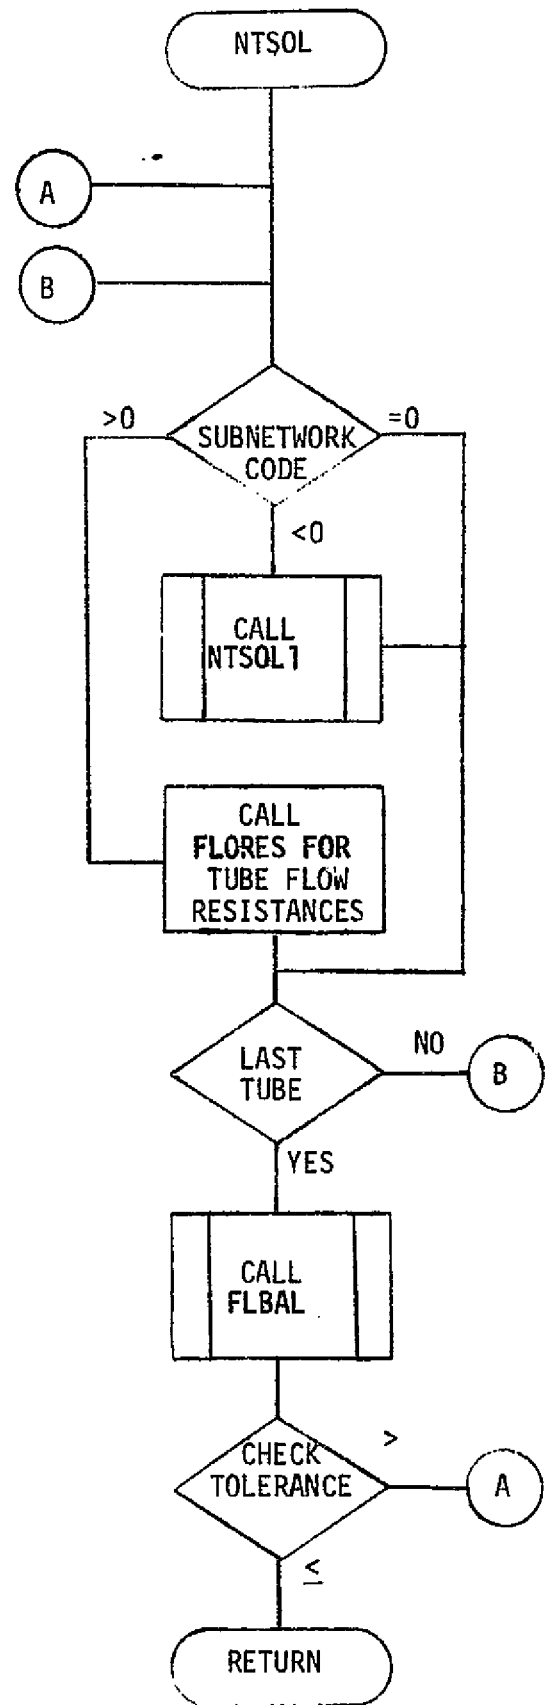 NTSOL
A
B
>0
=0
SUBNETWORK
CODE
<0
CALL
NTSOL1
CALL
FLORES FOR
TUBE FLOW
RESISTANCES
LAST
TUBE
NO
B
YES
CALL
FLBAL
CHECK
TOLERANCE
>
A
≤
RETURN